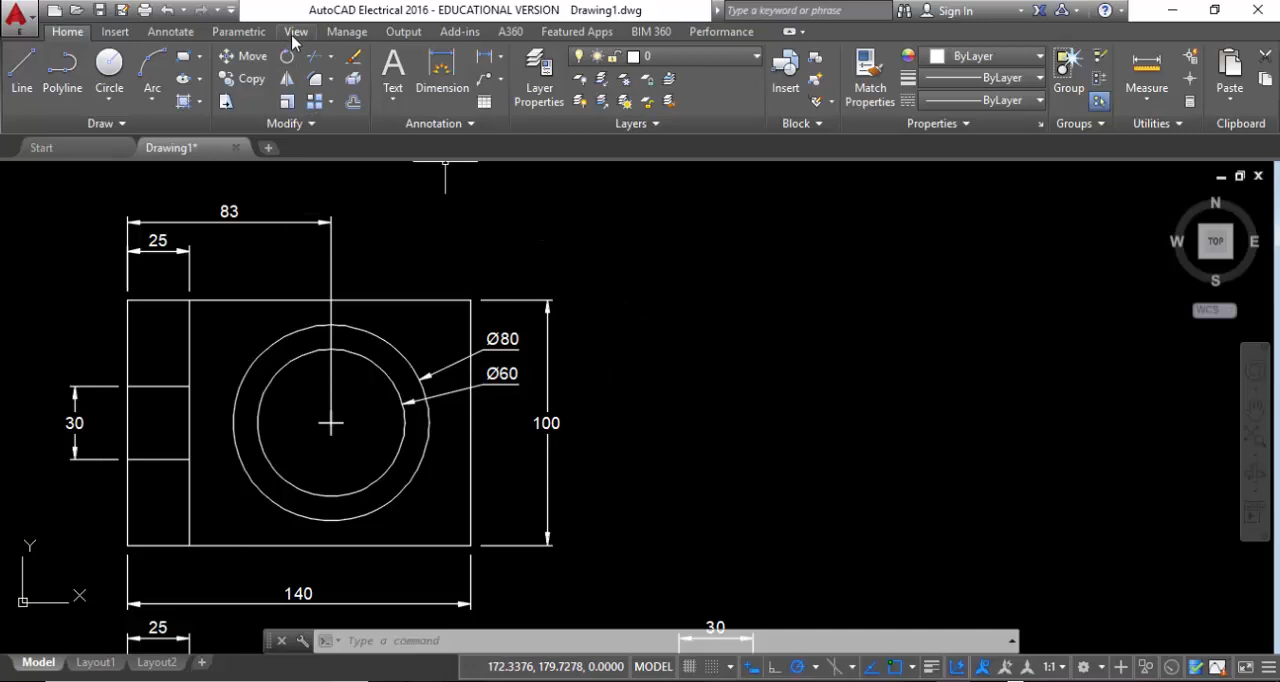 AutoCAD Electrical 2016 - EDUCATIONAL VERSION Drawing1.dwg
Type a keyword or phrase
Sign In
E
Home Insert Annotate Parametric View Manage Output Add-ins A360 Featured Apps BIM 360 Performance
Line Polyline Circle Arc
Move
Copy
A Text Dimension
Layer Properties
0
Insert
Match Properties
ByLayer
ByLayer
ByLayer
Group
Measure
Paste
Draw Modify Annotation Layers Block Properties Groups Utilities Clipboard
Start Drawing1*
N
W TOP E
S
WCS
83
25
Ø80
Ø60
30
100
140
25
30
Y
X
Type a command
Model Layout1 Layout2
172.3376, 179.7278, 0.0000 MODEL 1:1